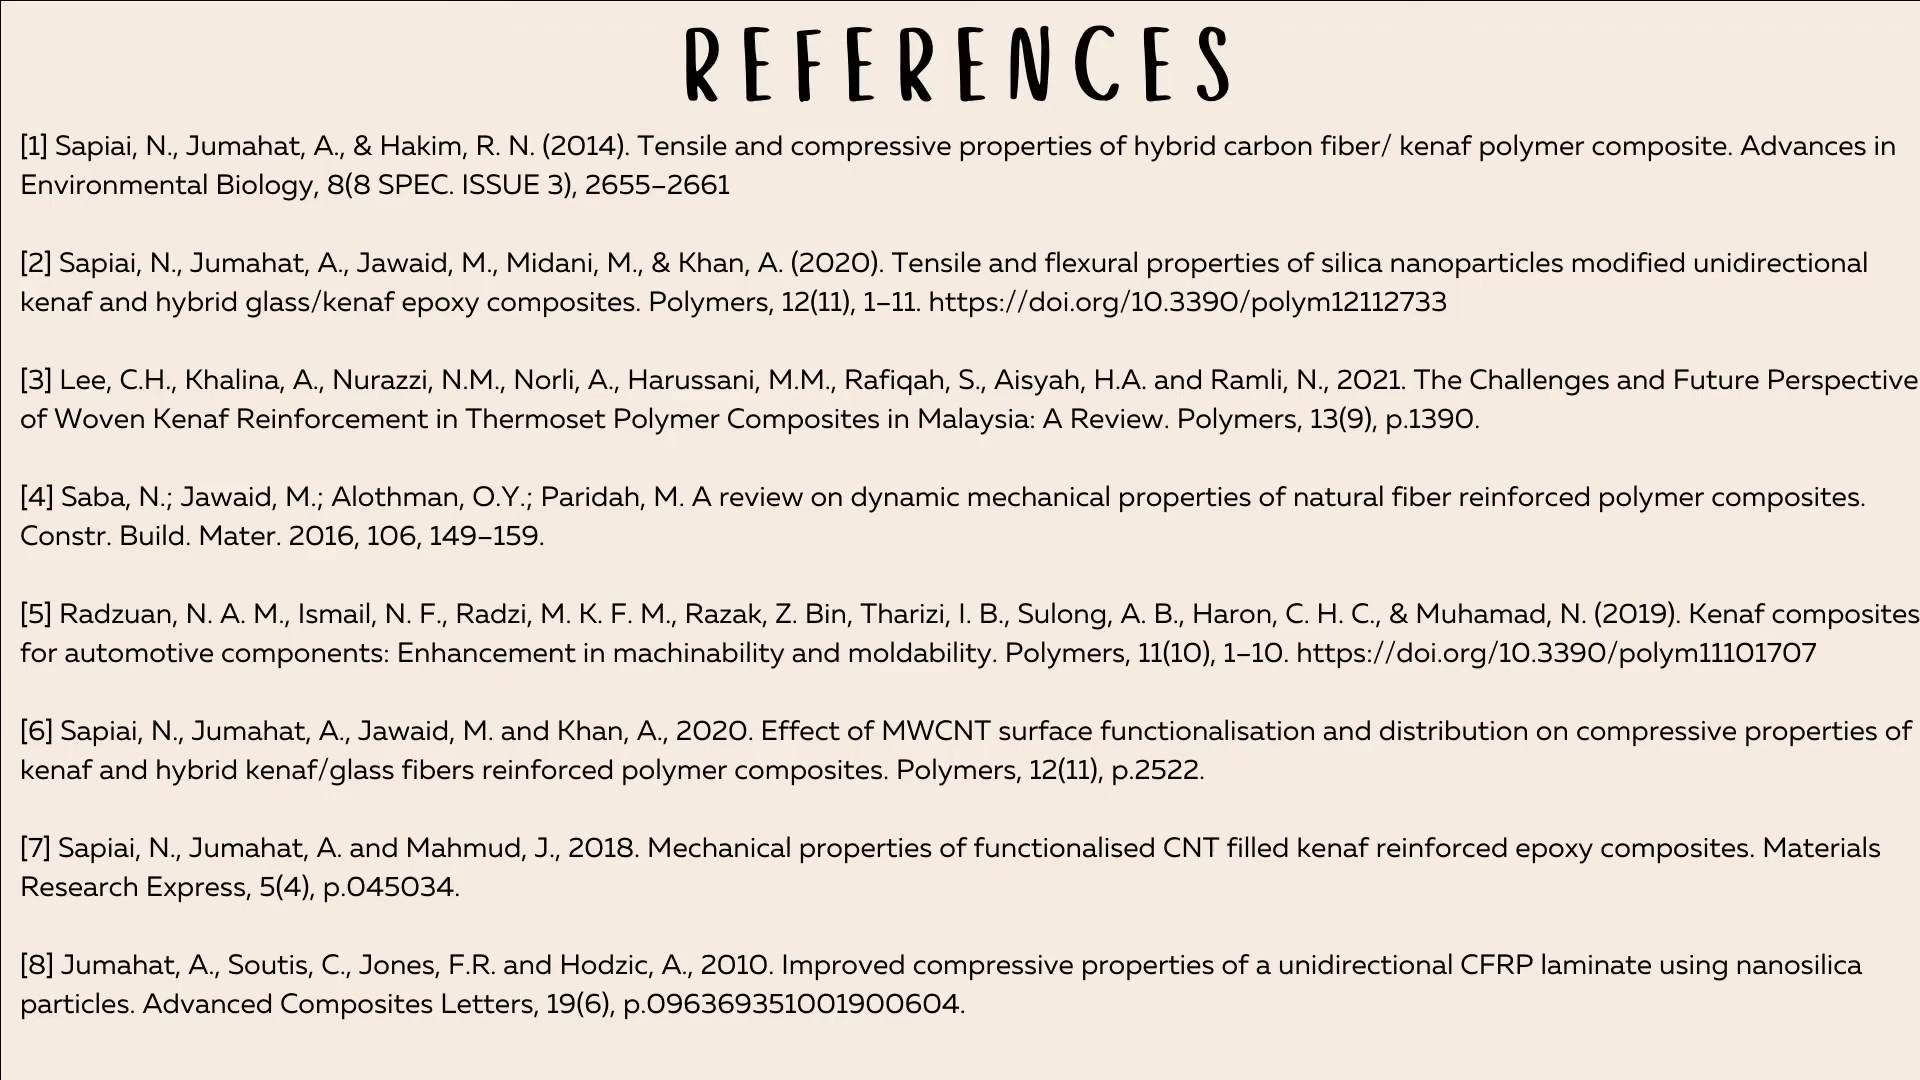 REFERENCES
[1] Sapiai, N., Jumahat, A., & Hakim, R. N. (2014). Tensile and compressive properties of hybrid carbon fiber/ kenaf polymer composite. Advances in
Environmental Biology, 8(8 SPEC. ISSUE 3), 2655–2661
[2] Sapiai, N., Jumahat, A., Jawaid, M., Midani, M., & Khan, A. (2020). Tensile and flexural properties of silica nanoparticles modified unidirectional
kenaf and hybrid glass/kenaf epoxy composites. Polymers, 12(11), 1–11. https://doi.org/10.3390/polym12112733
[3] Lee, C.H., Khalina, A., Nurazzi, N.M., Norli, A., Harussani, M.M., Rafiqah, S., Aisyah, H.A. and Ramli, N., 2021. The Challenges and Future Perspective
of Woven Kenaf Reinforcement in Thermoset Polymer Composites in Malaysia: A Review. Polymers, 13(9), p.1390.
[4] Saba, N.; Jawaid, M.; Alothman, O.Y.; Paridah, M. A review on dynamic mechanical properties of natural fiber reinforced polymer composites.
Constr. Build. Mater. 2016, 106, 149–159.
[5] Radzuan, N. A. M., Ismail, N. F., Radzi, M. K. F. M., Razak, Z. Bin, Tharizi, I. B., Sulong, A. B., Haron, C. H. C., & Muhamad, N. (2019). Kenaf composites
for automotive components: Enhancement in machinability and moldability. Polymers, 11(10), 1–10. https://doi.org/10.3390/polym11101707
[6] Sapiai, N., Jumahat, A., Jawaid, M. and Khan, A., 2020. Effect of MWCNT surface functionalisation and distribution on compressive properties of
kenaf and hybrid kenaf/glass fibers reinforced polymer composites. Polymers, 12(11), p.2522.
[7] Sapiai, N., Jumahat, A. and Mahmud, J., 2018. Mechanical properties of functionalised CNT filled kenaf reinforced epoxy composites. Materials
Research Express, 5(4), p.045034.
[8] Jumahat, A., Soutis, C., Jones, F.R. and Hodzic, A., 2010. Improved compressive properties of a unidirectional CFRP laminate using nanosilica
particles. Advanced Composites Letters, 19(6), p.096369351001900604.